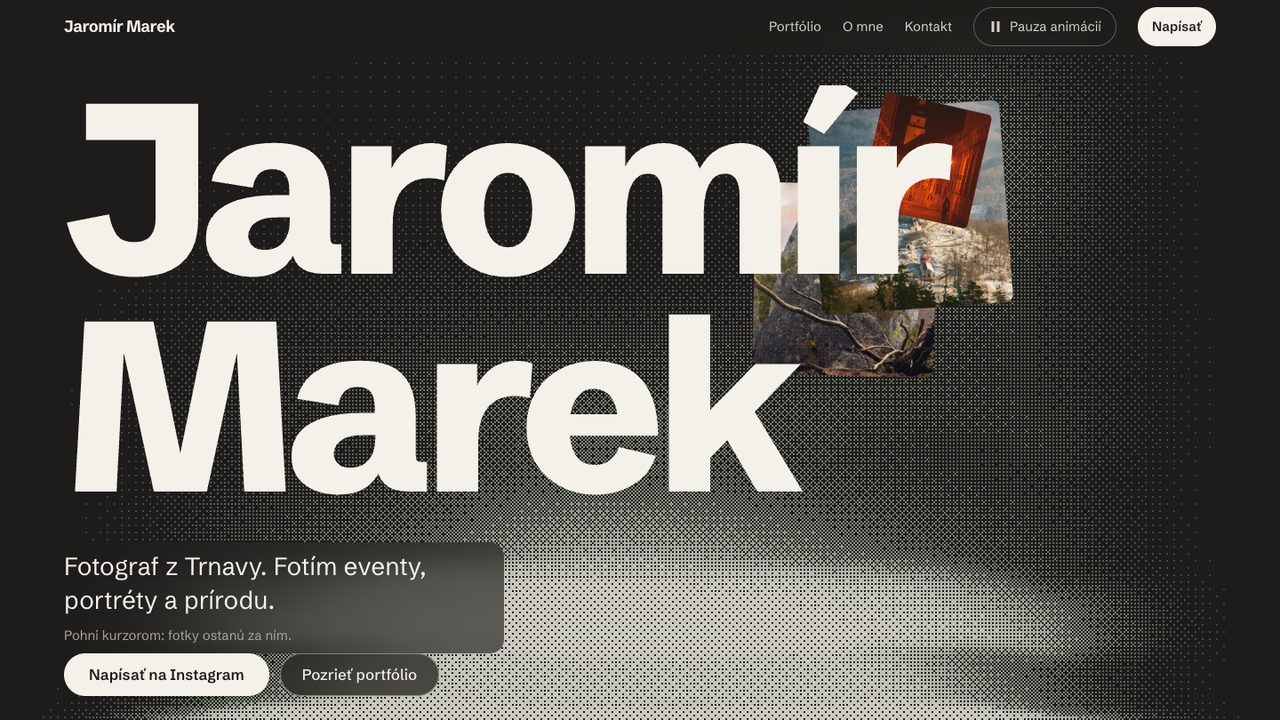 Jaromír Marek
Portfólio
O mne
Kontakt
Pauza animácií
Napísať
Jaromír
Marek
Fotograf z Trnavy. Fotím eventy,
portréty a prírodu.
Pohni kurzorom: fotky ostanú za ním.
Napísať na Instagram
Pozrieť portfólio